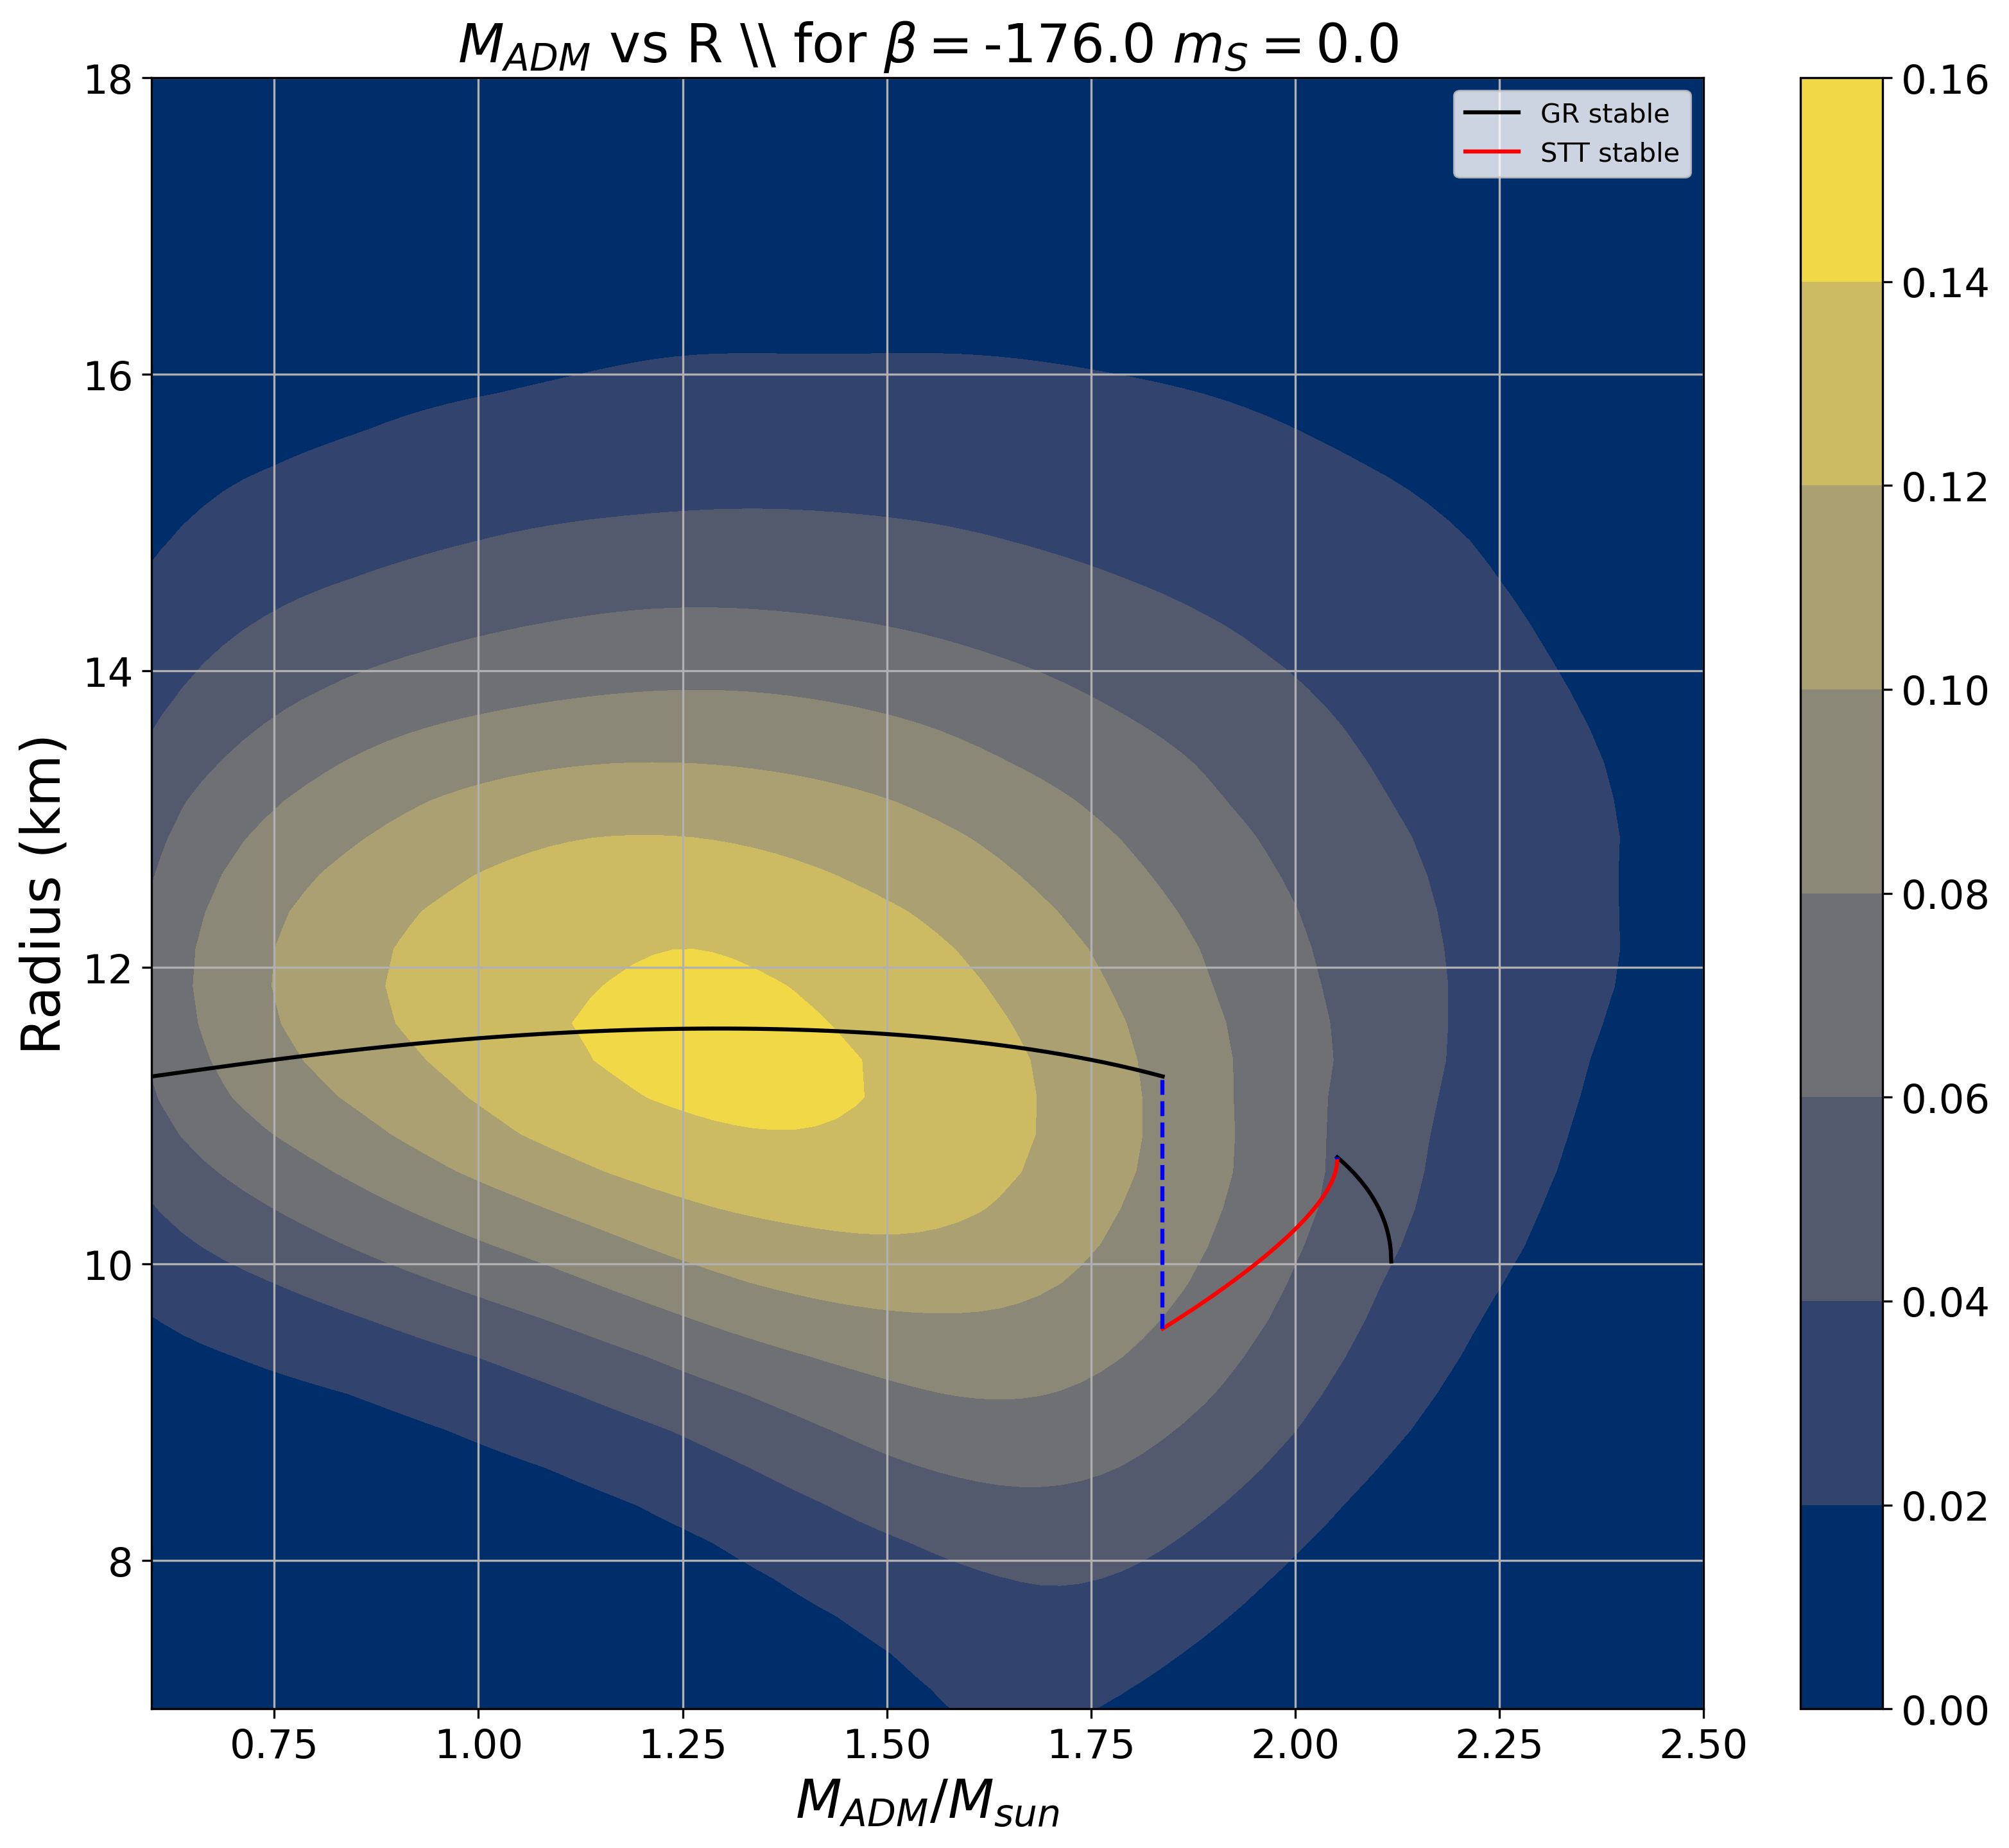 M_ADM vs R \\ for β = -176.0 m_S = 0.0
GR stable
STT stable
Radius (km)
18
16
14
12
10
8
0.75 1.00 1.25 1.50 1.75 2.00 2.25 2.50
M_ADM/M_sun
0.16
0.14
0.12
0.10
0.08
0.06
0.04
0.02
0.00